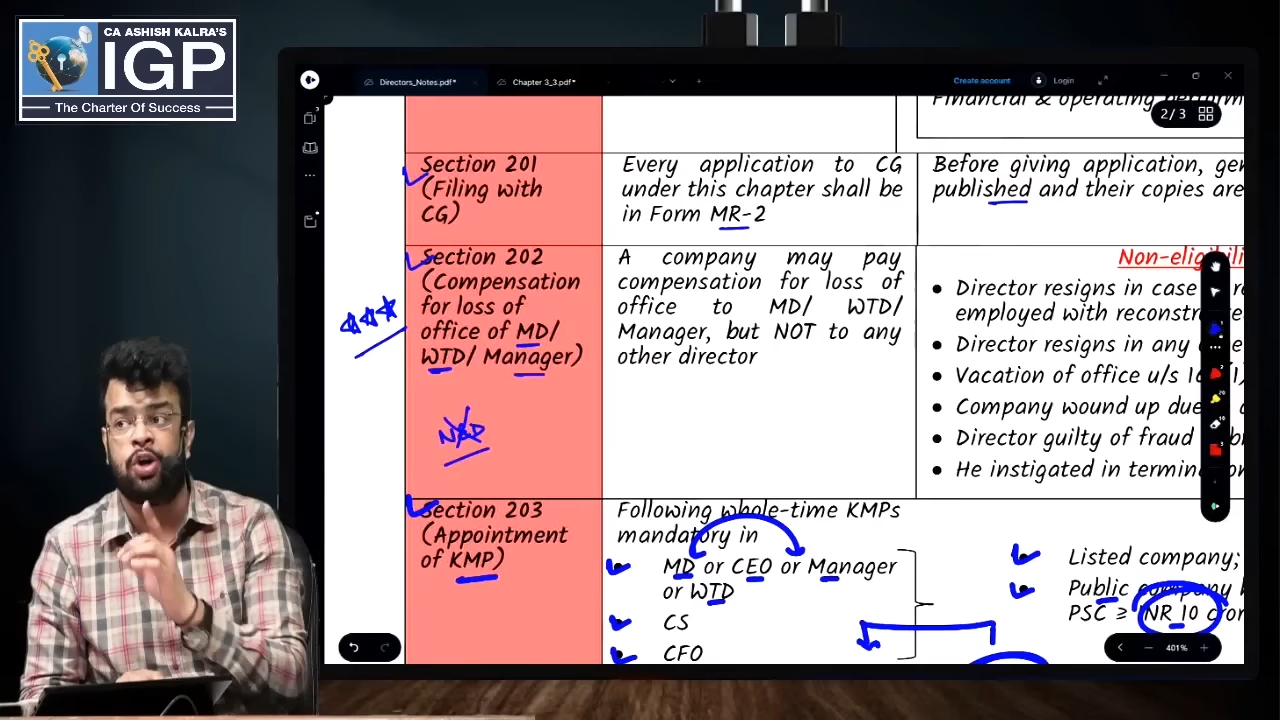 CA ASHISH KALRA'S
IGP
The Charter Of Success
Directors_Notes.pdf*
Chapter 3_3.pdf*
Create account
Login
Financial & operating perform
2 / 3
Section 201
(Filing with
CG)
Every application to CG
under this chapter shall be
in Form MR-2
Before giving application, gen
published and their copies are
Section 202
(Compensation
for loss of
office of MD/
WTD/ Manager)
A company may pay
compensation for loss of
office to MD/ WTD/
Manager, but NOT to any
other director
Non-eligibili
Director resigns in case
employed with reconstr
Director resigns in any
Vacation of office u/s
Company wound up due
Director guilty of fraud
He instigated in termin
Section 203
(Appointment
of KMP)
Following whole-time KMPs
mandatory in
MD or CEO or Manager
or WTD
CS
CFO
Listed company;
Public company
PSC ≥ INR 10 cror
401%